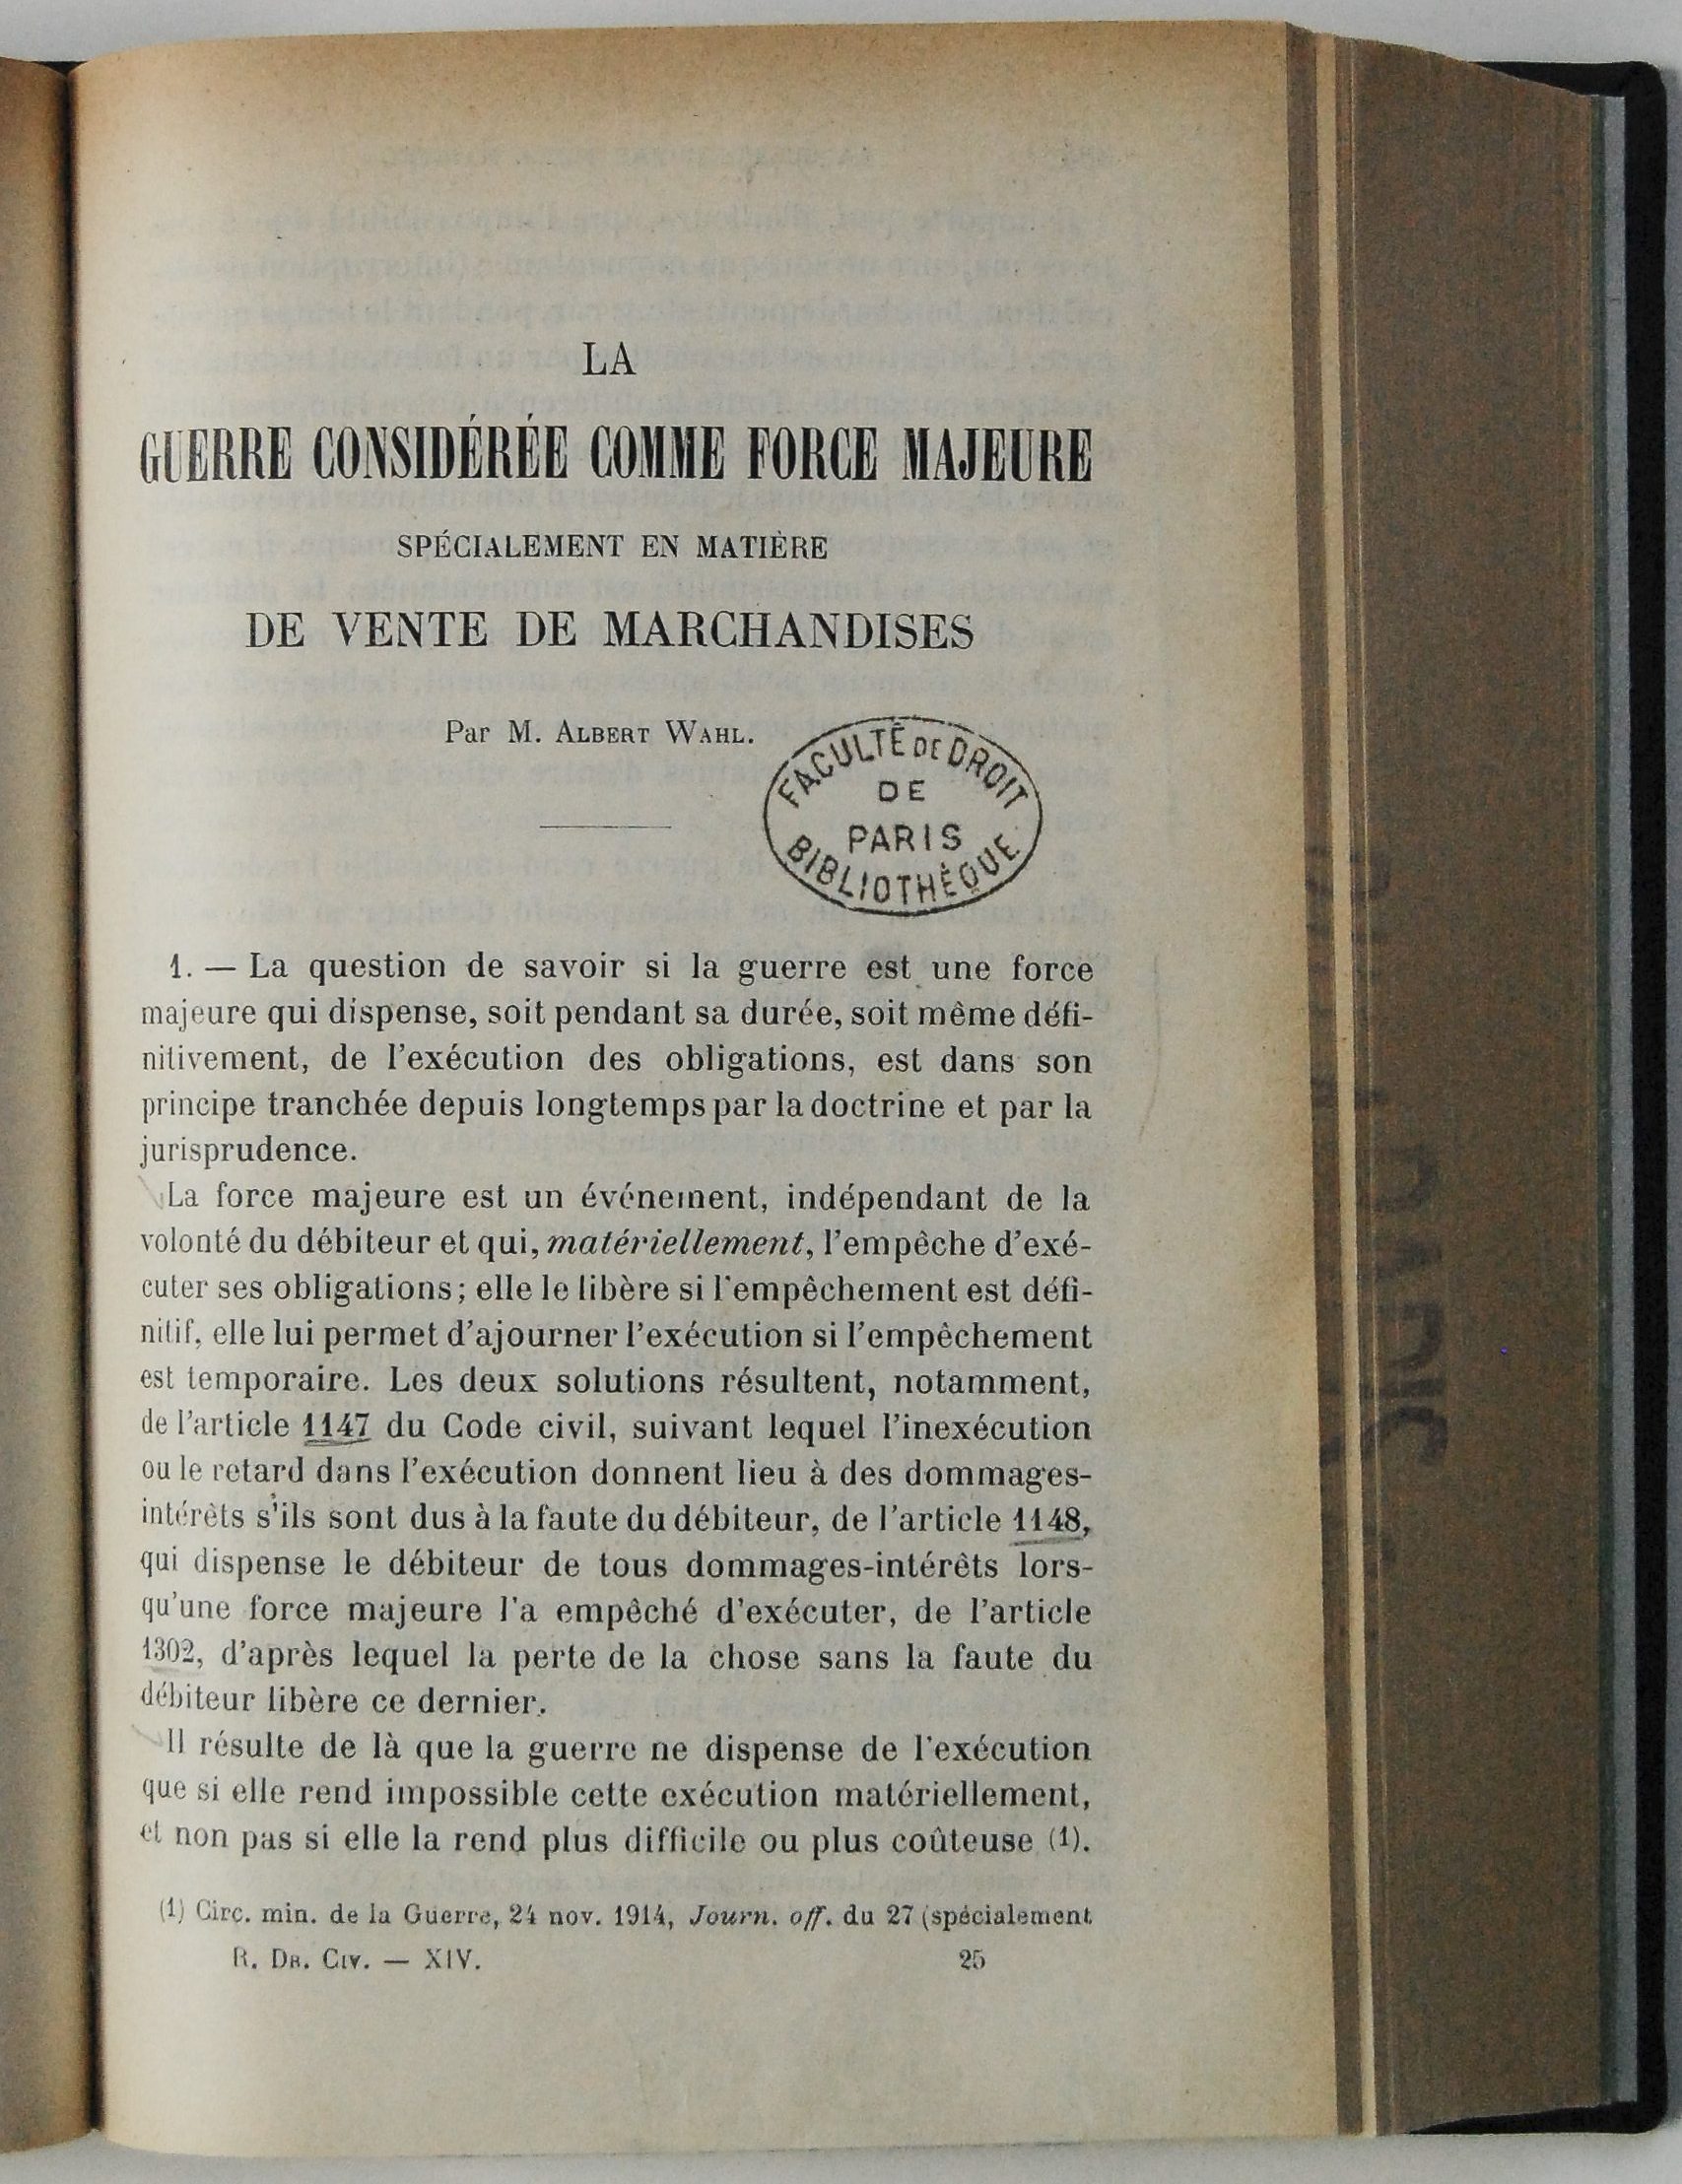 LA
GUERRE CONSIDÉRÉE COMME FORCE MAJEURE
SPÉCIALEMENT EN MATIÈRE
DE VENTE DE MARCHANDISES
Par M. ALBERT WAHL.
FACULTÉ DE DROIT
DE
PARIS
BIBLIOTHÈQUE
1. — La question de savoir si la guerre est une force
majeure qui dispense, soit pendant sa durée, soit même défi-
nitivement, de l'exécution des obligations, est dans son
principe tranchée depuis longtemps par la doctrine et par la
jurisprudence.
La force majeure est un événement, indépendant de la
volonté du débiteur et qui, matériellement, l'empêche d'exé-
cuter ses obligations; elle le libère si l'empêchement est défi-
nitif, elle lui permet d'ajourner l'exécution si l'empêchement
est temporaire. Les deux solutions résultent, notamment,
de l'article 1147 du Code civil, suivant lequel l'inexécution
ou le retard dans l'exécution donnent lieu à des dommages-
intérêts s'ils sont dus à la faute du débiteur, de l'article 1148,
qui dispense le débiteur de tous dommages-intérêts lors-
qu'une force majeure l'a empêché d'exécuter, de l'article
1302, d'après lequel la perte de la chose sans la faute du
débiteur libère ce dernier.
Il résulte de là que la guerre ne dispense de l'exécution
que si elle rend impossible cette exécution matériellement,
et non pas si elle la rend plus difficile ou plus coûteuse (1).
(1) Circ. min. de la Guerre, 24 nov. 1914, Journ. off. du 27 (spécialement
R. DR. CIV. — XIV. 25